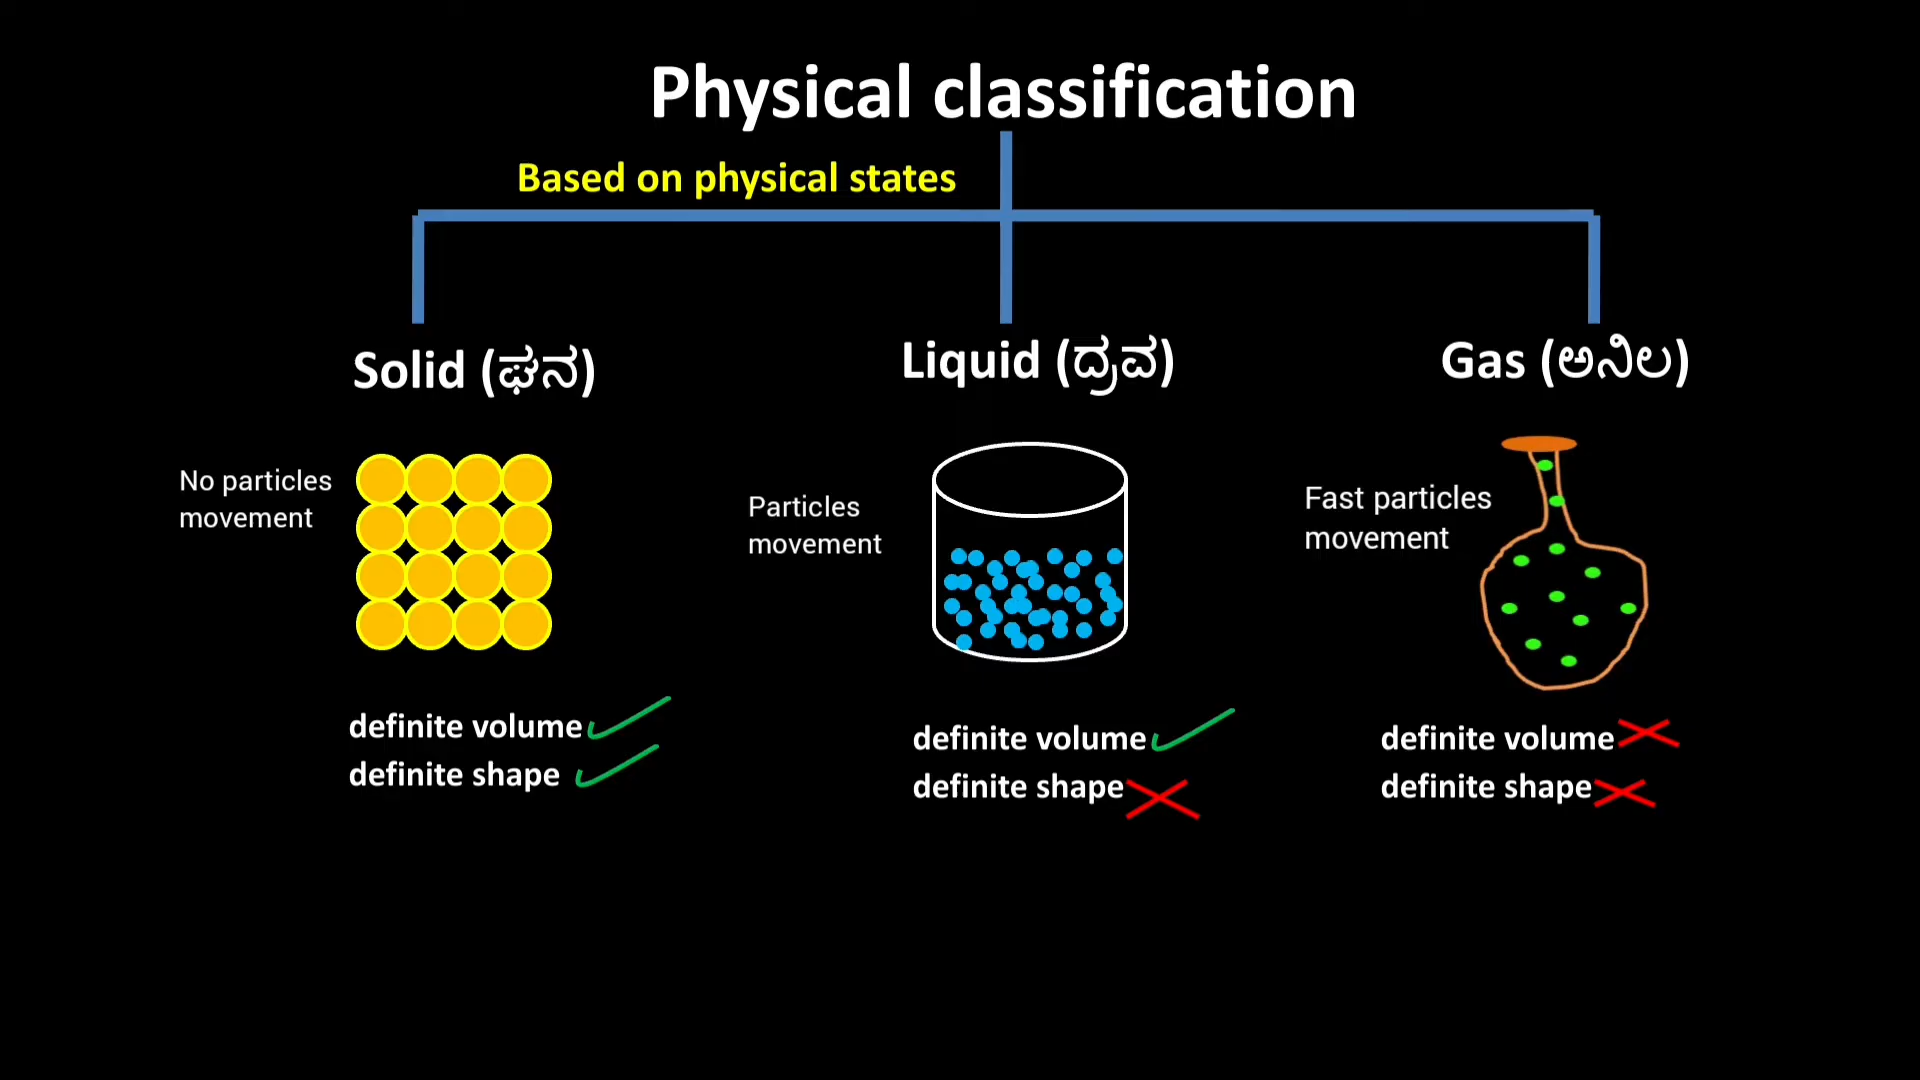 Physical classification
Based on physical states
Solid (ಘನ)
No particles
movement
definite volume
definite shape
Liquid (ದ್ರವ)
Particles
movement
definite volume
definite shape
Gas (ಅನಿಲ)
Fast particles
movement
definite volume
definite shape